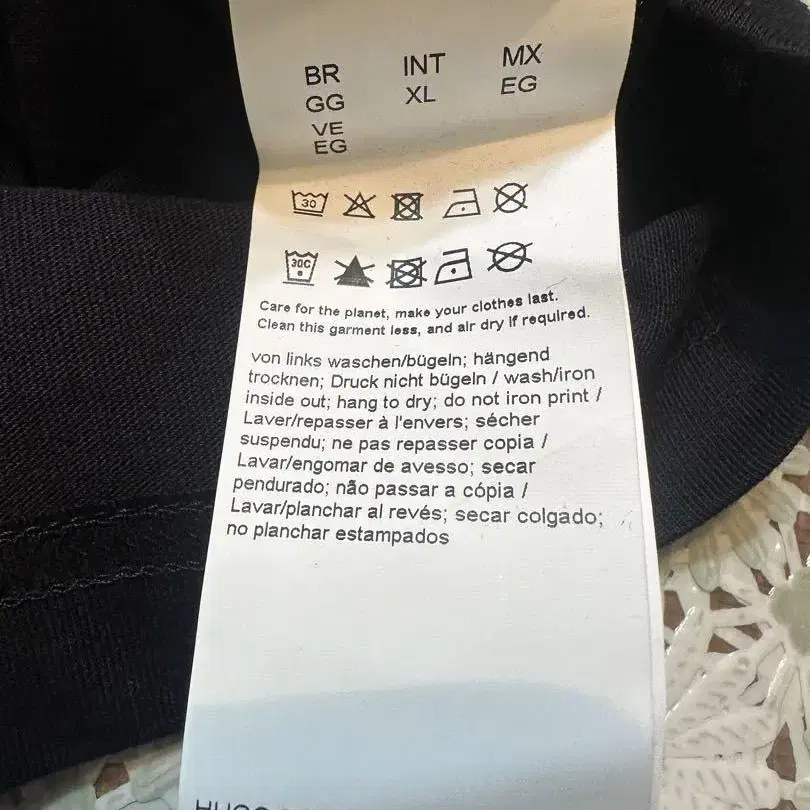 BR INT MX
GG XL EG
VE
EG
30
30C
Care for the planet, make your clothes last.
Clean this garment less, and air dry if required.
von links waschen/bügeln; hängend
trocknen; Druck nicht bügeln / wash/iron
inside out; hang to dry; do not iron print /
Laver/repasser à l'envers; sécher
suspendu; ne pas repasser copia /
Lavar/engomar de avesso; secar
pendurado; não passar a cópia /
Lavar/planchar al revés; secar colgado;
no planchar estampados